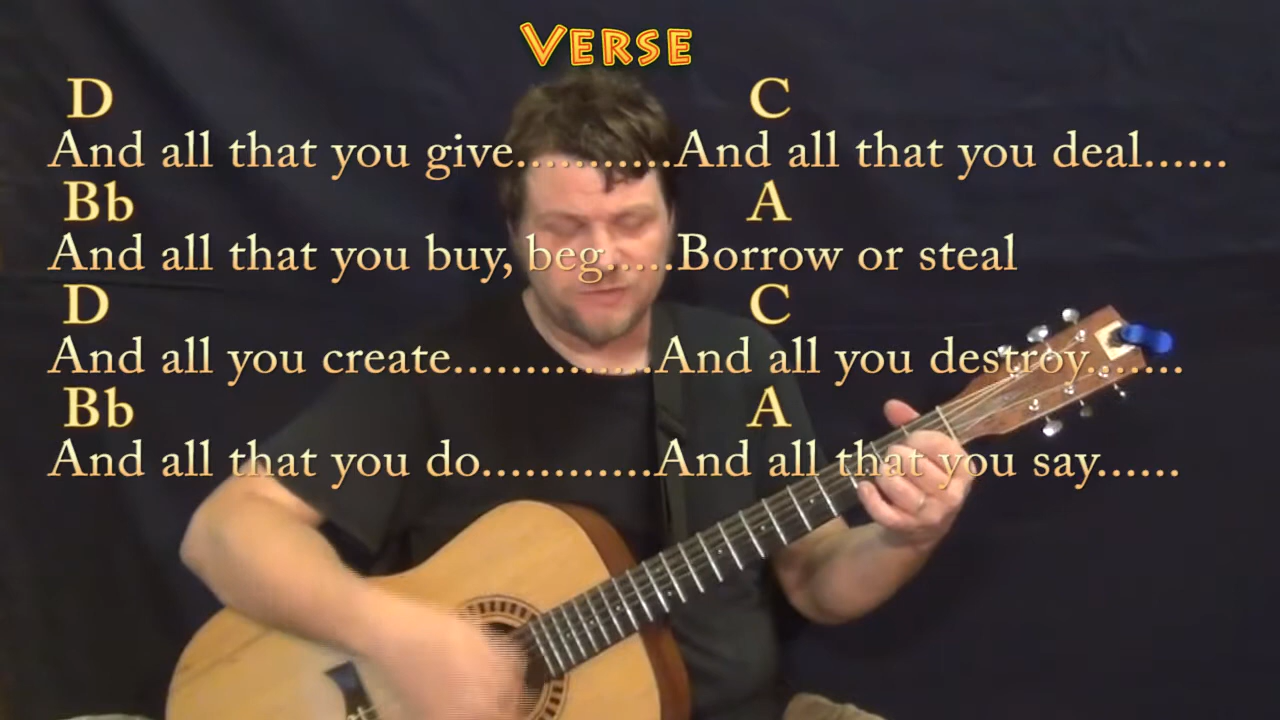 VERSE
D C
And all that you give...........And all that you deal......
Bb A
And all that you buy, beg.....Borrow or steal
D C
And all you create..............And all you destroy.......
Bb A
And all that you do............And all that you say......